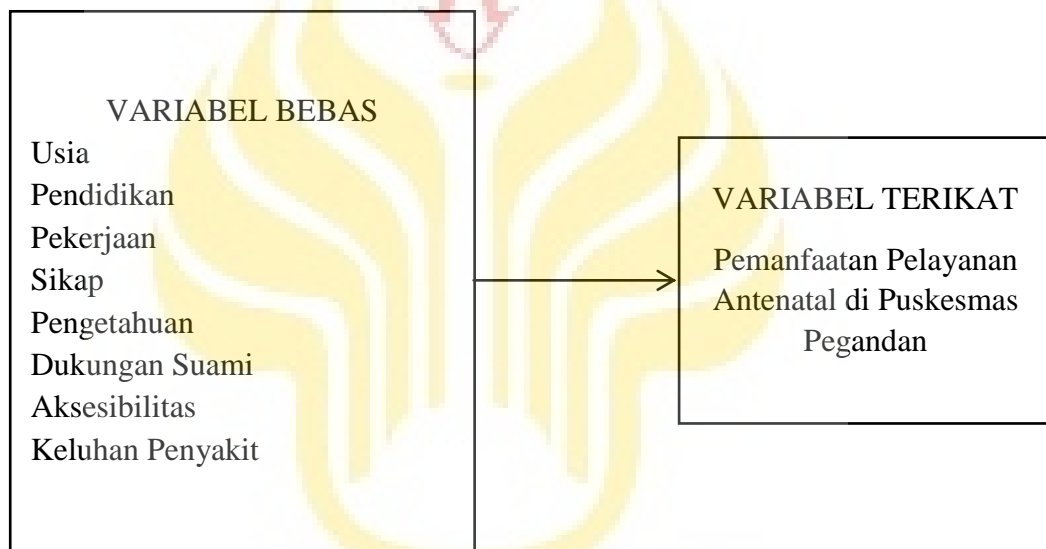 VARIABEL BEBAS
Usia
Pendidikan
Pekerjaan
Sikap
Pengetahuan
Dukungan Suami
Aksesibilitas
Keluhan Penyakit
VARIABEL TERIKAT
Pemanfaatan Pelayanan
Antenatal di Puskesmas
Pegandan